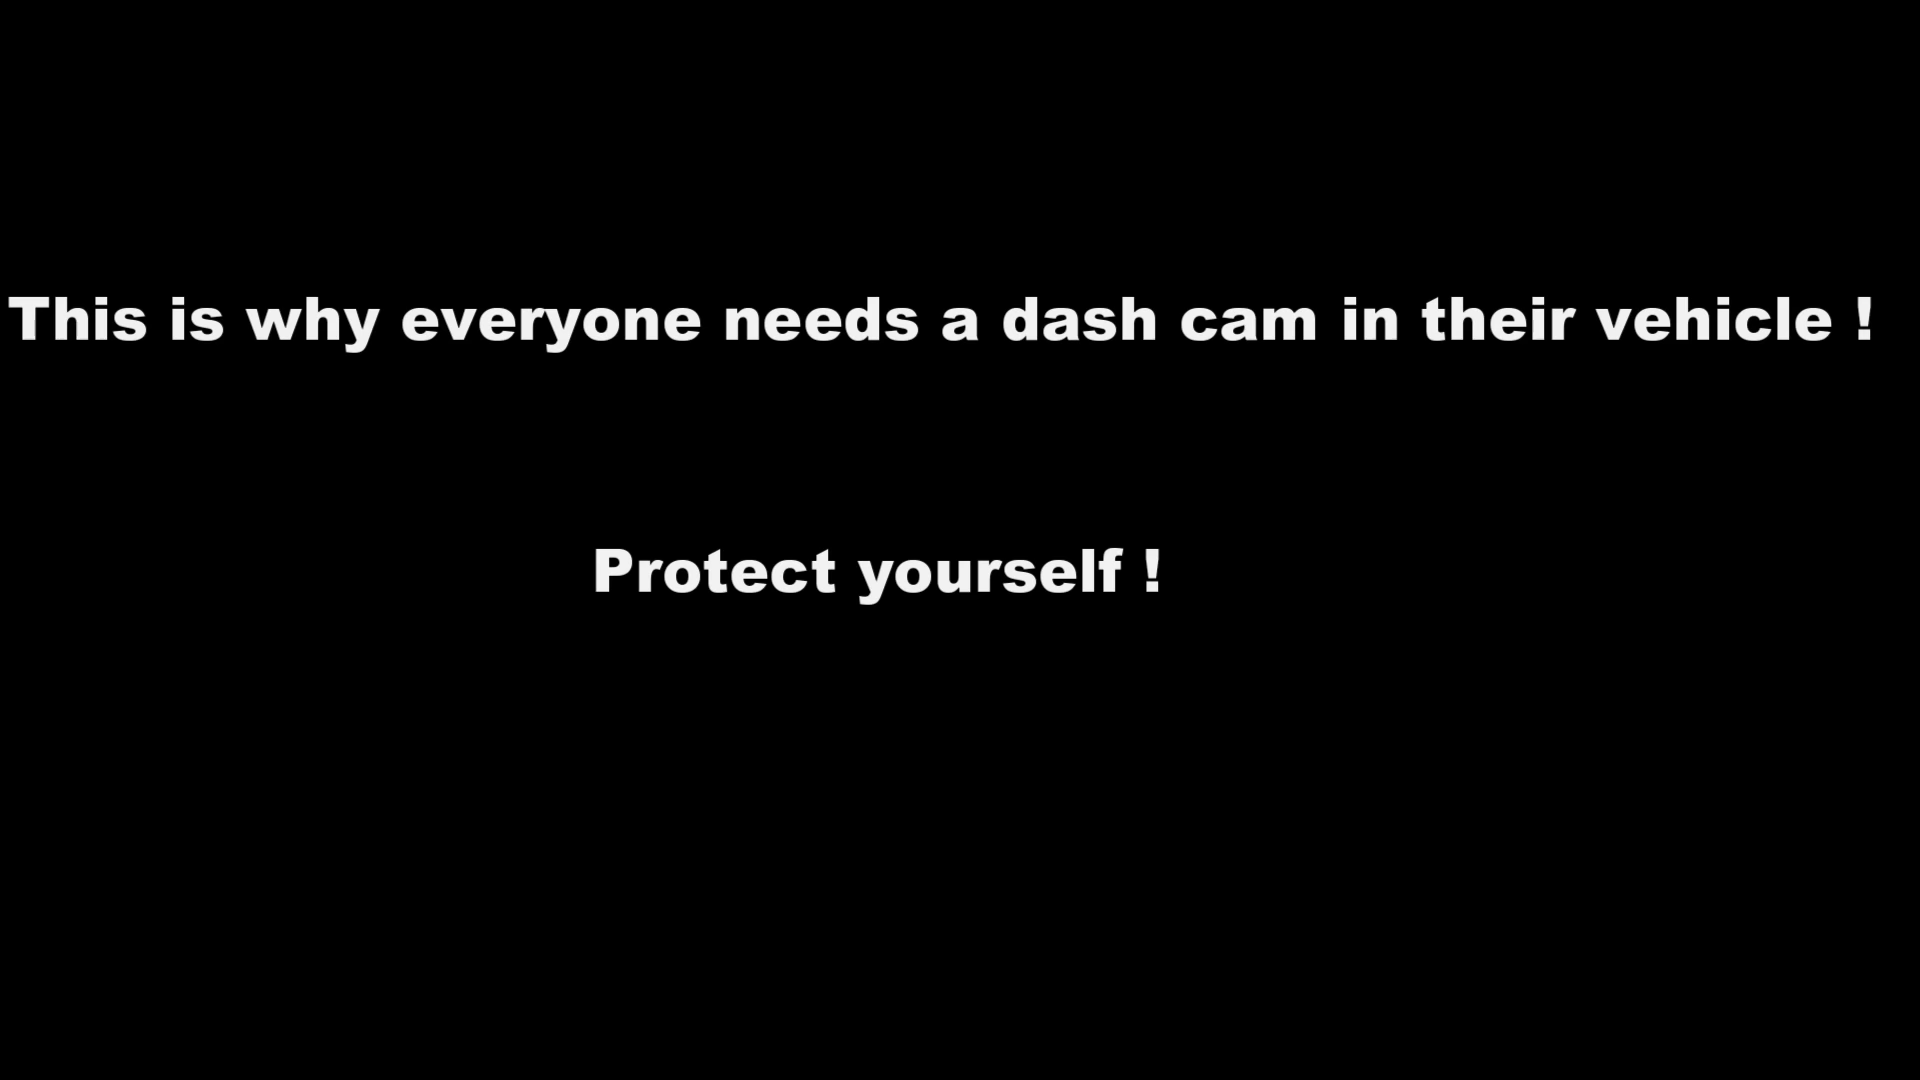 This is why everyone needs a dash cam in their vehicle !
Protect yourself !